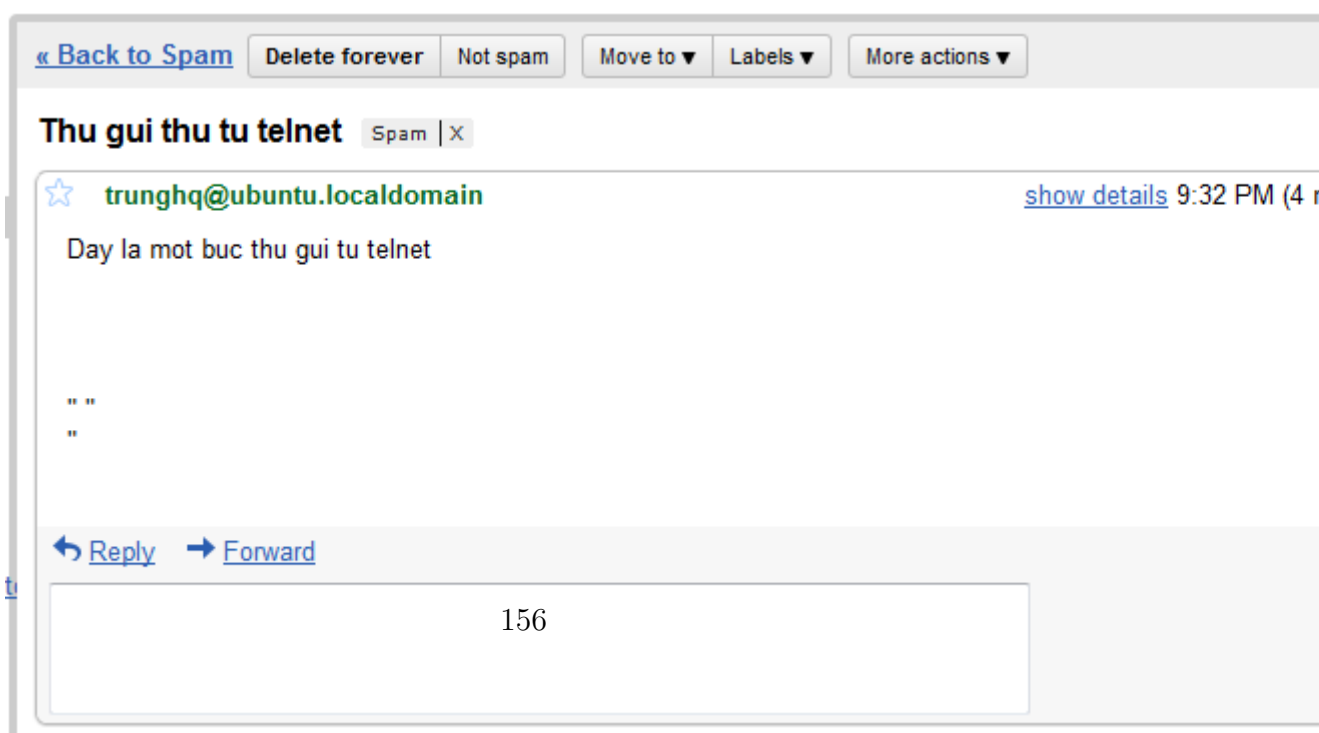 « Back to Spam Delete forever Not spam Move to ▼ Labels ▼ More actions ▼
Thu gui thu tu telnet Spam | X
trunghq@ubuntu.localdomain show details 9:32 PM (4
Day la mot buc thu gui tu telnet
" "
"
Reply Forward
156